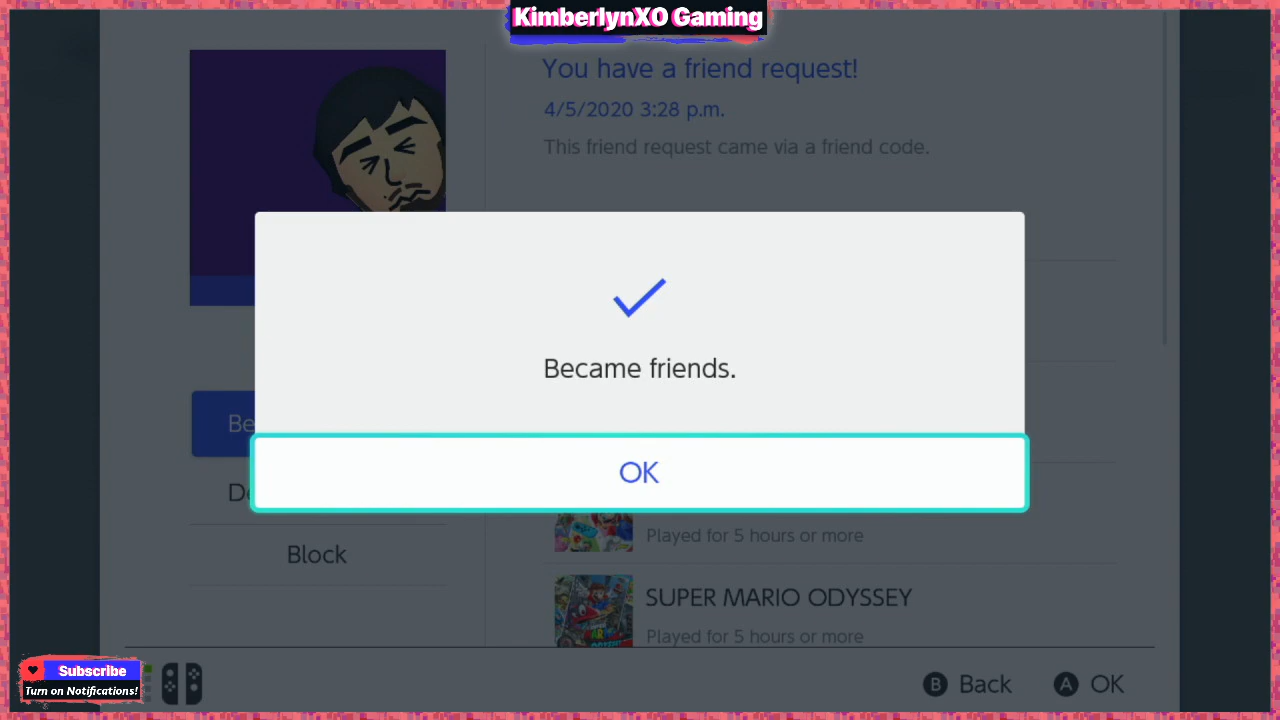 KimberlynXO Gaming
You have a friend request!
4/5/2020 3:28 p.m.
This friend request came via a friend code.
Became friends.
OK
Be
De
Block
Played for 5 hours or more
SUPER MARIO ODYSSEY
Played for 5 hours or more
Subscribe
Turn on Notifications!
B Back
A OK